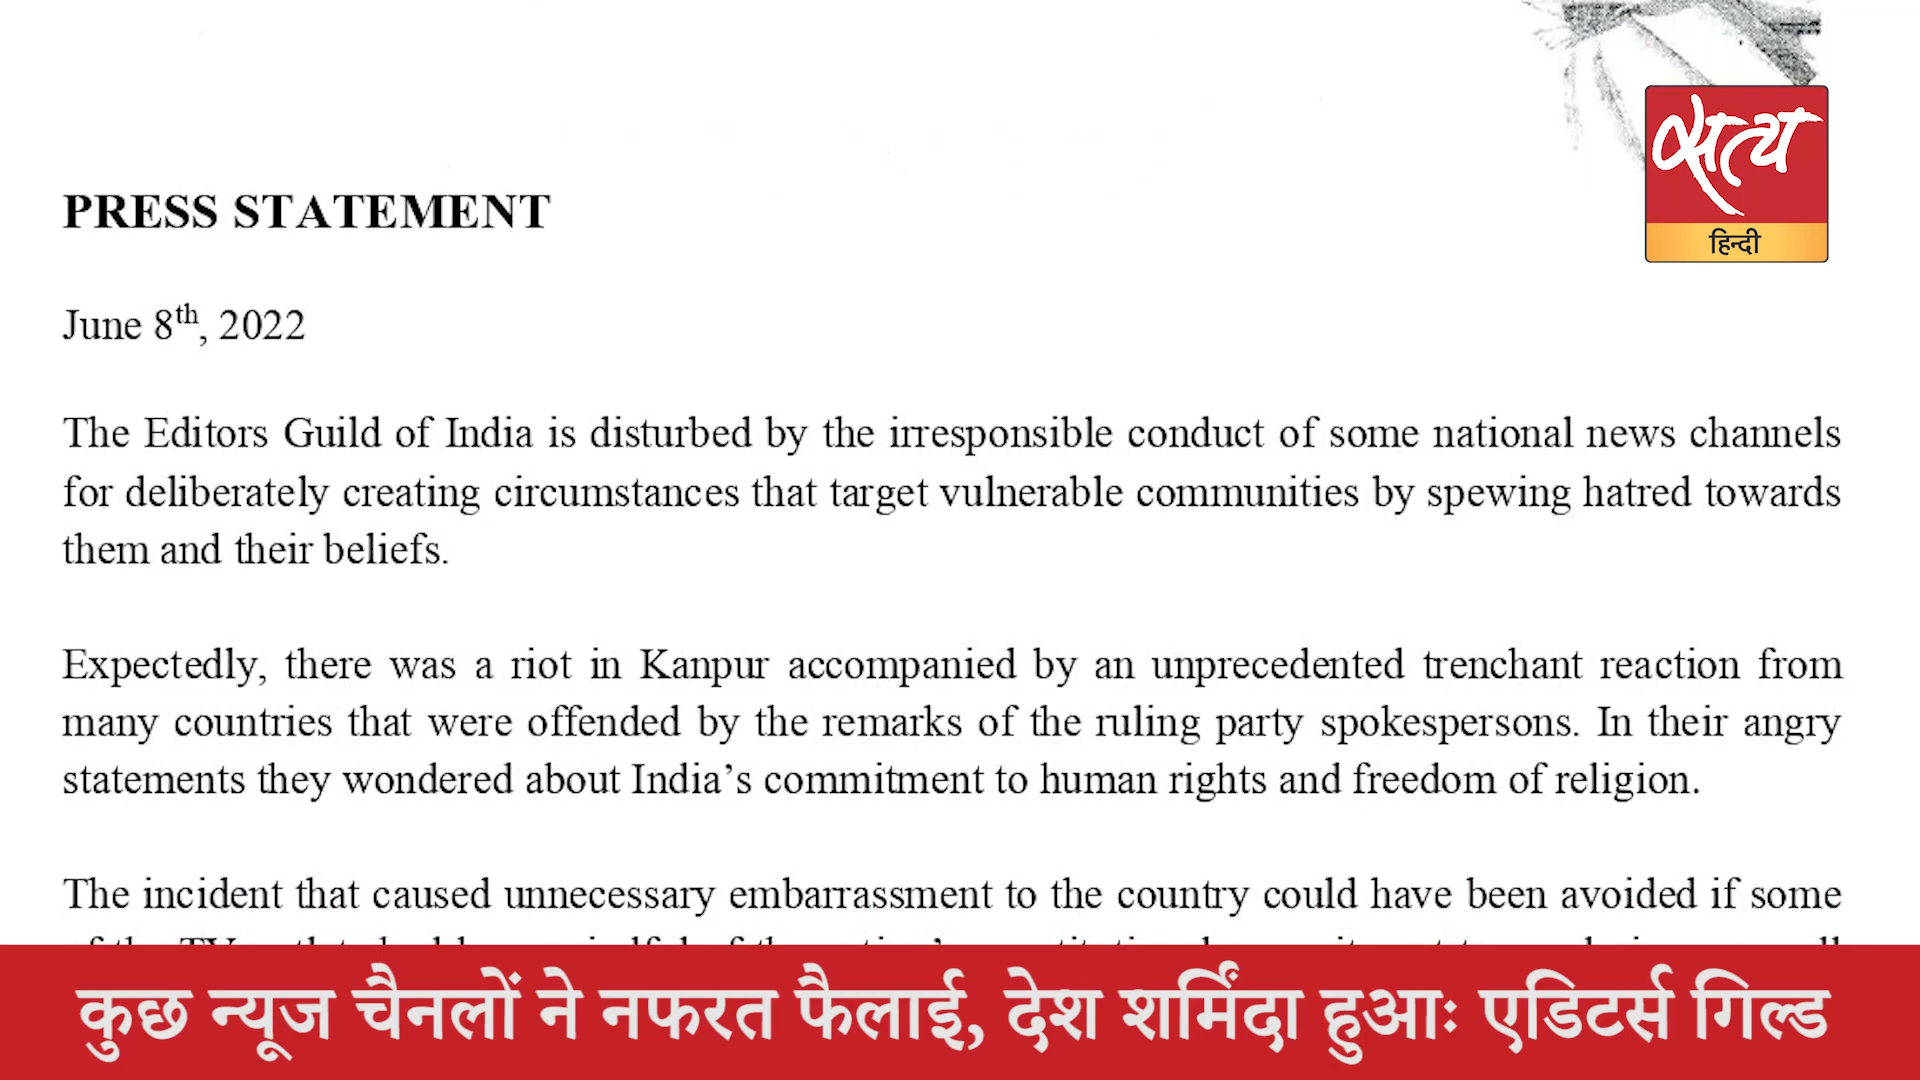 सत्य
हिन्दी
PRESS STATEMENT
June 8th, 2022
The Editors Guild of India is disturbed by the irresponsible conduct of some national news channels
for deliberately creating circumstances that target vulnerable communities by spewing hatred towards
them and their beliefs.
Expectedly, there was a riot in Kanpur accompanied by an unprecedented trenchant reaction from
many countries that were offended by the remarks of the ruling party spokespersons. In their angry
statements they wondered about India’s commitment to human rights and freedom of religion.
The incident that caused unnecessary embarrassment to the country could have been avoided if some
कुछ न्यूज चैनलों ने नफरत फैलाई, देश शर्मिंदा हुआः एडिटर्स गिल्ड